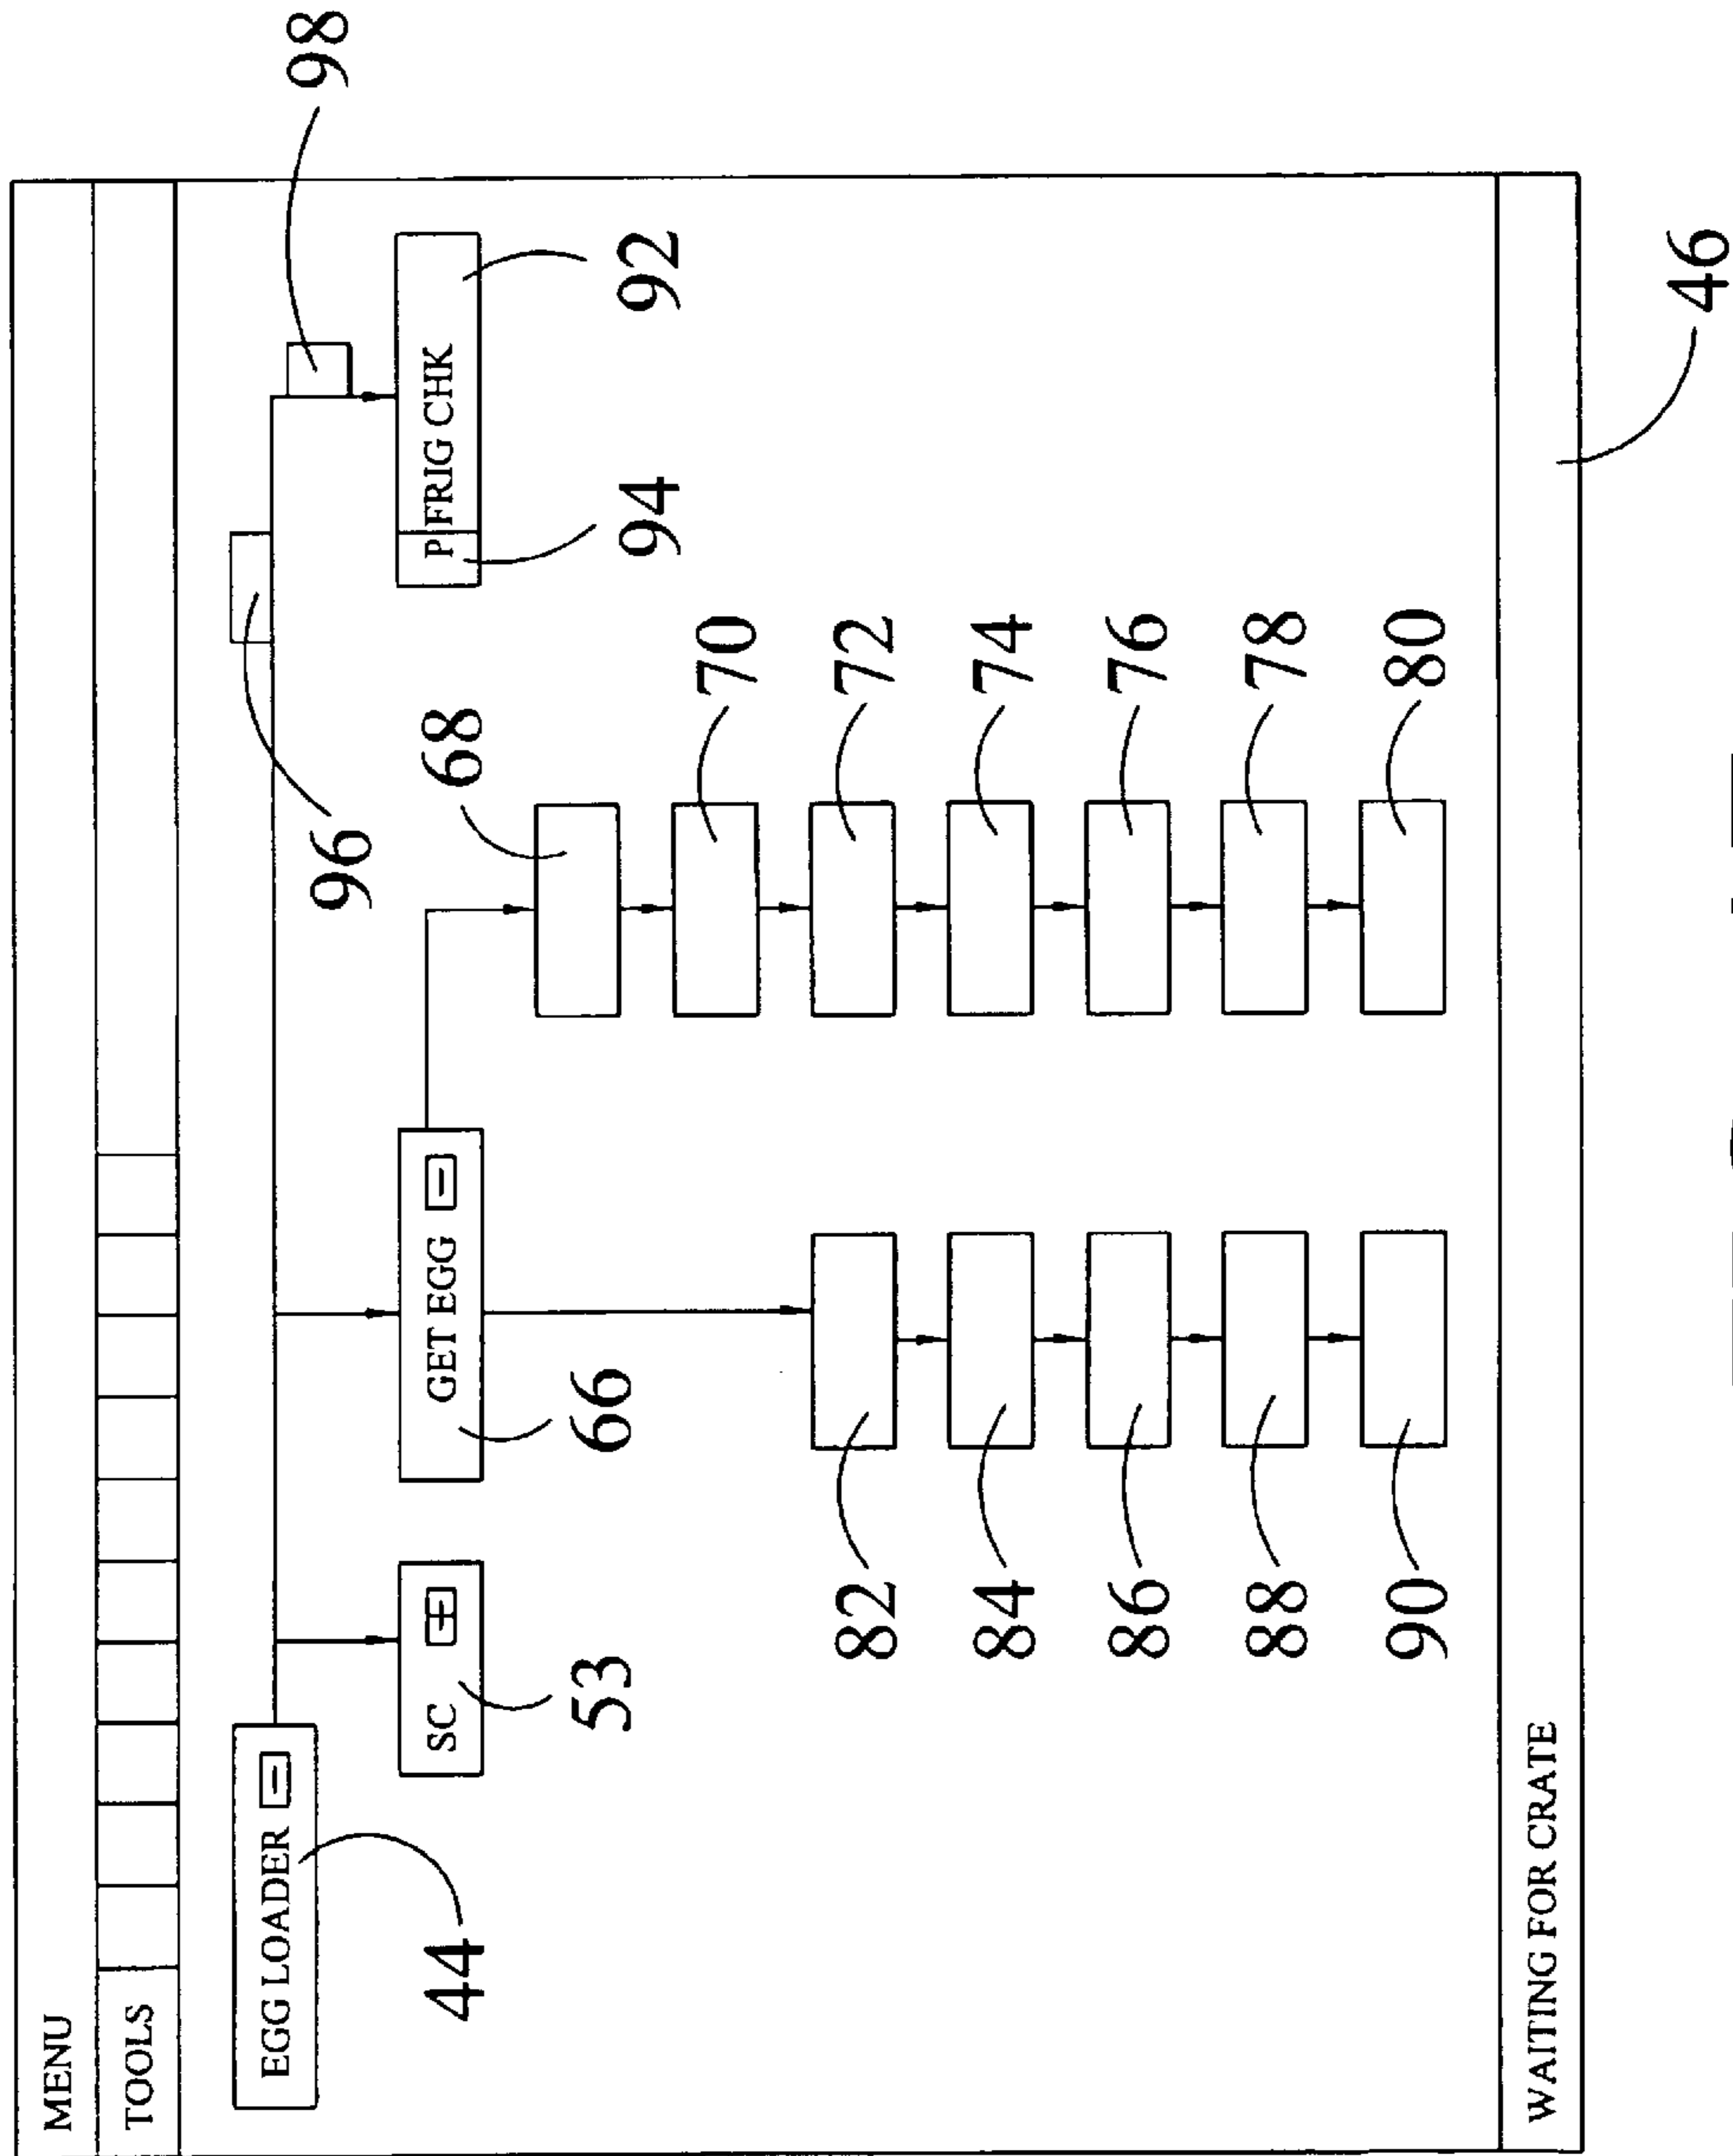 MENU
TOOLS
98
EGG LOADER −
96
44
SC +
GET EGG −
P FRIG CHK
53
66
68
94
92
70
82
72
84
74
86
76
88
78
90
80
WAITING FOR CRATE
46